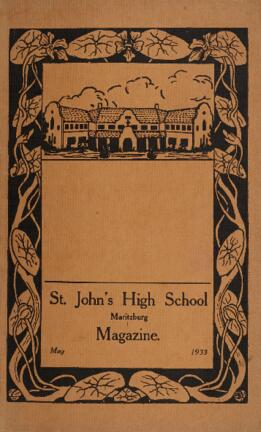 St. John's High School
Maritzburg
Magazine.
May 1933